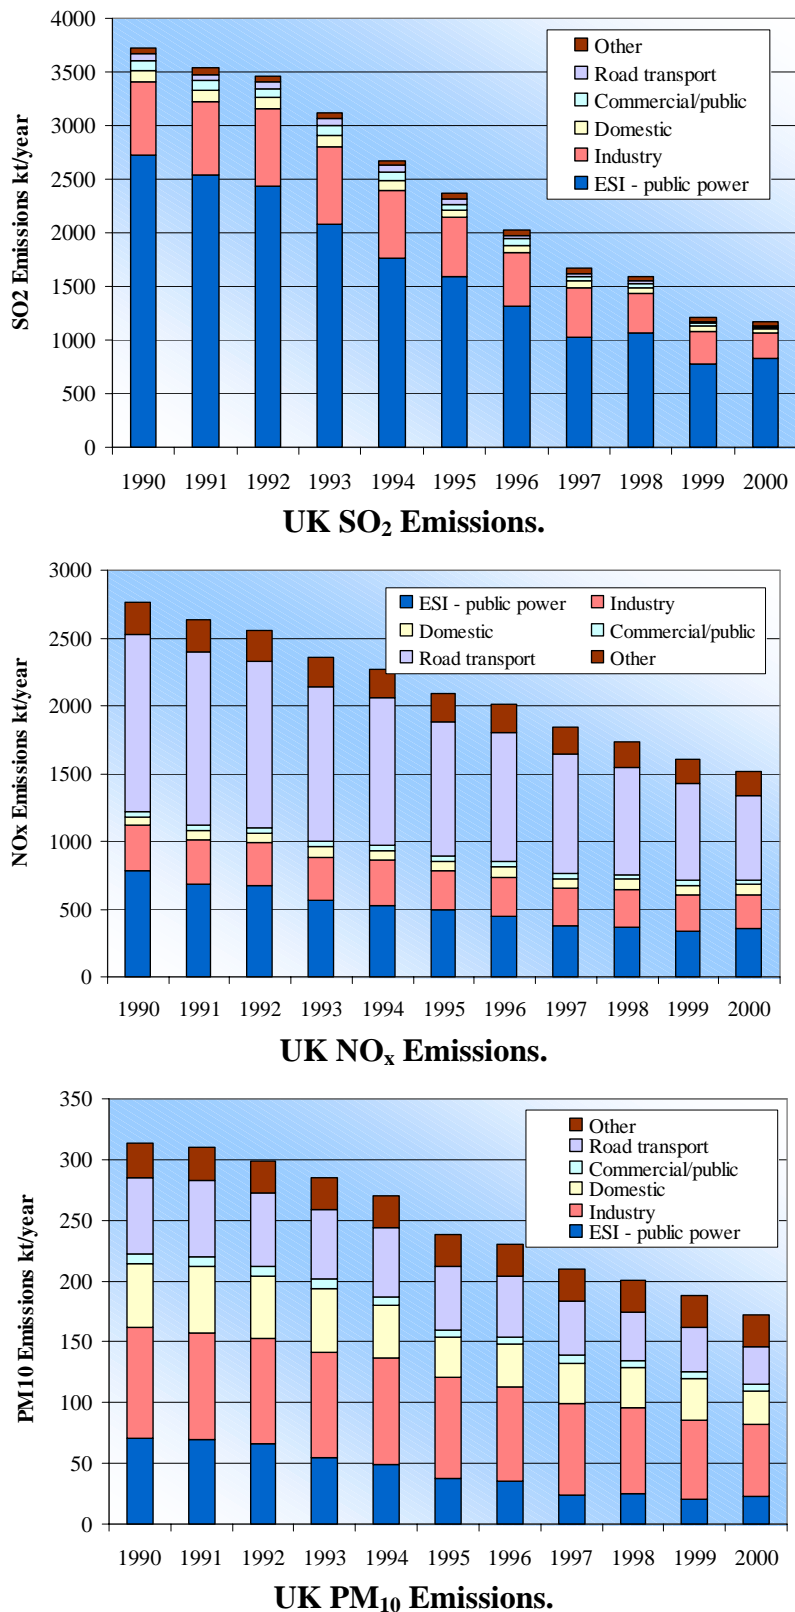 4000
3500
3000
2500
2000
1500
1000
500
0
SO2 Emissions kt/year
Other
Road transport
Commercial/public
Domestic
Industry
ESI - public power
1990 1991 1992 1993 1994 1995 1996 1997 1998 1999 2000
UK SO₂ Emissions.
3000
2500
2000
1500
1000
500
0
NOx Emissions kt/year
ESI - public power Industry
Domestic Commercial/public
Road transport Other
1990 1991 1992 1993 1994 1995 1996 1997 1998 1999 2000
UK NOₓ Emissions.
350
300
250
200
150
100
50
0
PM10 Emissions kt/year
Other
Road transport
Commercial/public
Domestic
Industry
ESI - public power
1990 1991 1992 1993 1994 1995 1996 1997 1998 1999 2000
UK PM₁₀ Emissions.